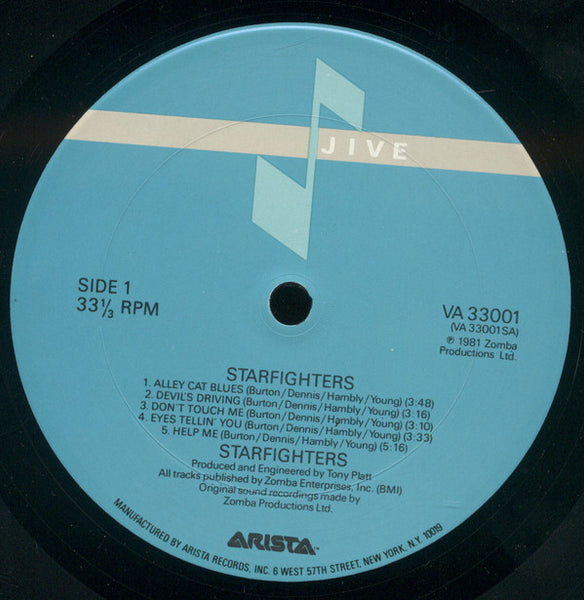 JIVE
SIDE 1
33⅓ RPM
VA 33001
(VA 33001SA)
℗ 1981 Zomba
Productions Ltd.
STARFIGHTERS
1. ALLEY CAT BLUES (Burton/Dennis/Hambly/Young) (3:48)
2. DEVIL'S DRIVING (Burton/Dennis/Hambly/Young) (3:16)
3. DON'T TOUCH ME (Burton/Dennis/Hambly/Young) (3:10)
4. EYES TELLIN' YOU (Burton/Dennis/Hambly/Young) (3:33)
5. HELP ME (Burton/Dennis/Hambly/Young) (5:16)
STARFIGHTERS
Produced and Engineered by Tony Platt
All tracks published by Zomba Enterprises, Inc. (BMI)
Original sound recordings made by
Zomba Productions Ltd.
ARISTA™
MANUFACTURED BY ARISTA RECORDS, INC. 6 WEST 57TH STREET, NEW YORK, N.Y. 10019